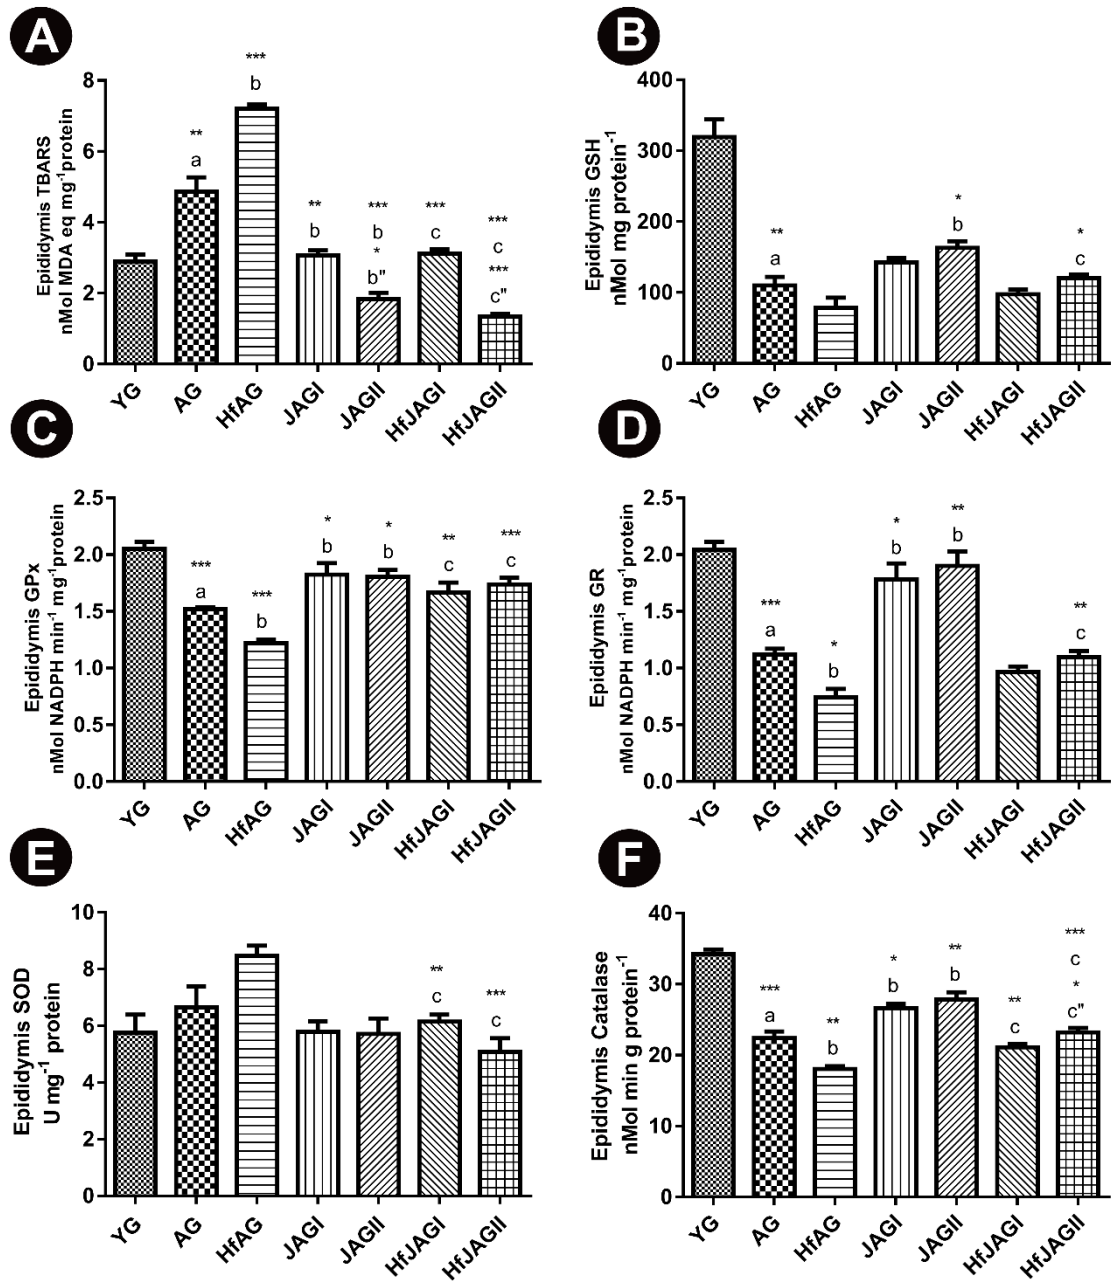 A
Epididymis TBARS
nMol MDA eq mg-1protein
8
6
4
2
0
**
a
***
b
**
b
***
b
*
b"
***
c
***
c
***
c"
YG
AG
HfAG
JAGI
JAGII
HfJAGI
HfJAGII
B
Epididymis GSH
nMol mg protein-1
400
300
200
100
0
**
a
*
b
*
c
YG
AG
HfAG
JAGI
JAGII
HfJAGI
HfJAGII
C
Epididymis GPx
nMol NADPH min-1 mg-1protein
2.5
2.0
1.5
1.0
0.5
0.0
***
a
***
b
*
b
*
b
**
c
***
c
YG
AG
HfAG
JAGI
JAGII
HfJAGI
HfJAGII
D
Epididymis GR
nMol NADPH min-1 mg-1protein
2.5
2.0
1.5
1.0
0.5
0.0
***
a
*
b
*
b
**
b
**
c
YG
AG
HfAG
JAGI
JAGII
HfJAGI
HfJAGII
E
Epididymis SOD
U mg-1 protein
10
8
6
4
2
0
**
c
***
c
YG
AG
HfAG
JAGI
JAGII
HfJAGI
HfJAGII
F
Epididymis Catalase
nMol min g protein-1
40
30
20
10
0
***
a
**
b
*
b
**
b
**
c
***
c
*
c"
YG
AG
HfAG
JAGI
JAGII
HfJAGI
HfJAGII